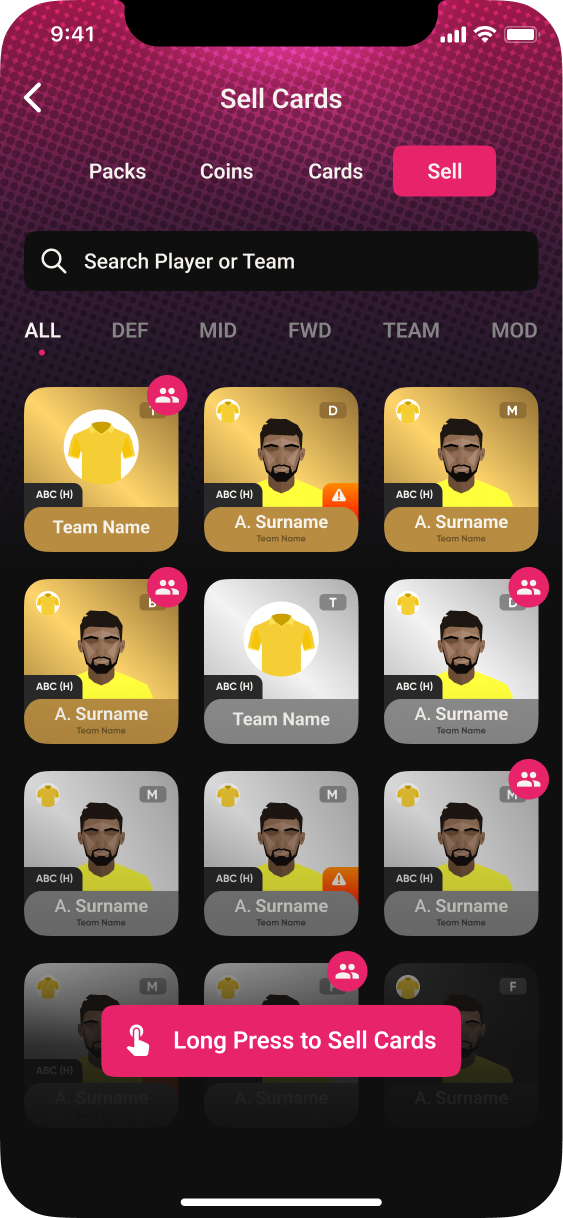 9:41
Sell Cards
Packs Coins Cards Sell
Search Player or Team
ALL DEF MID FWD TEAM MOD
D M
ABC (H) ABC (H) ABC (H)
Team Name A. Surname A. Surname
Team Name Team Name
T
ABC (H) ABC (H) ABC (H)
A. Surname Team Name A. Surname
Team Name Team Name
M M M
ABC (H) ABC (H) ABC (H)
A. Surname A. Surname A. Surname
Team Name Team Name Team Name
M F
Long Press to Sell Cards
ABC (H)
A. Surname A. Surname A. Surname